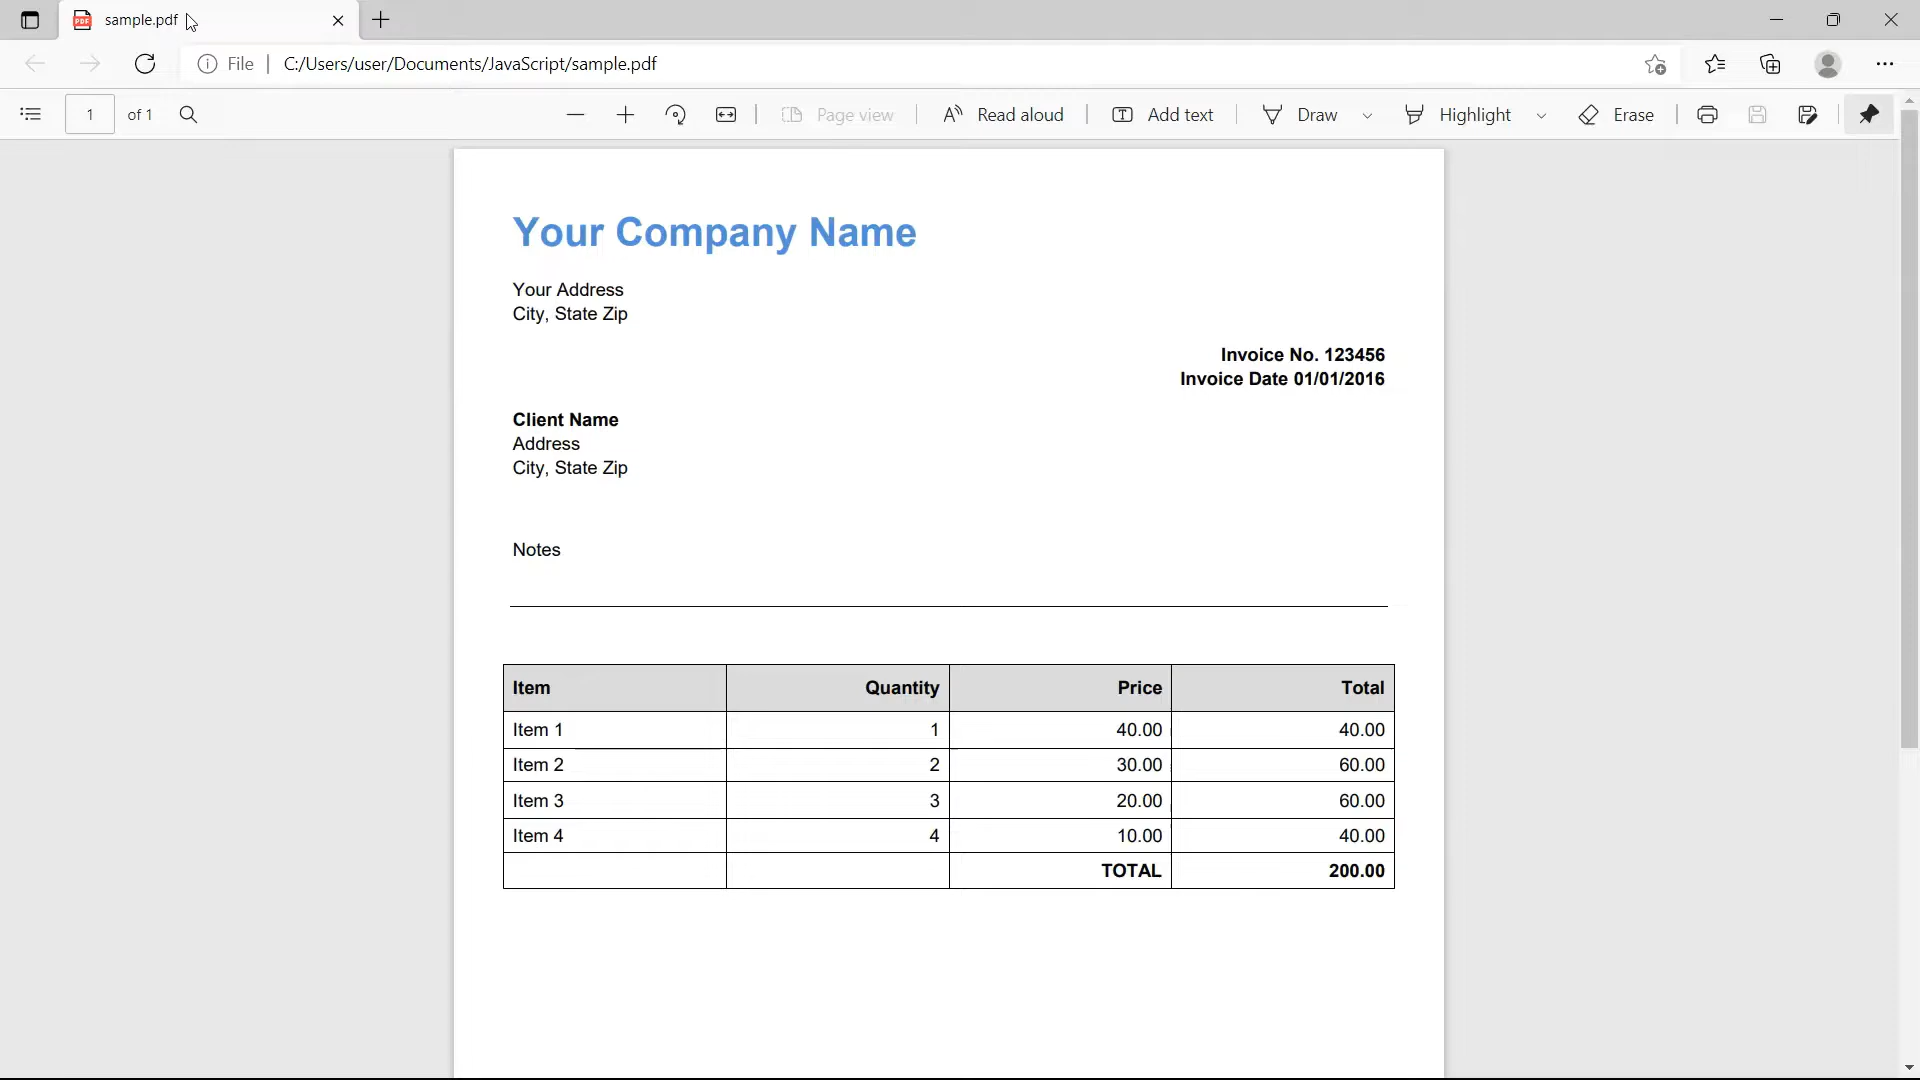 sample.pdf
File C:/Users/user/Documents/JavaScript/sample.pdf
1 of 1 Page view Read aloud Add text Draw Highlight Erase
Your Company Name
Your Address
City, State Zip
Invoice No. 123456
Invoice Date 01/01/2016
Client Name
Address
City, State Zip
Notes
Item Quantity Price Total
Item 1 1 40.00 40.00
Item 2 2 30.00 60.00
Item 3 3 20.00 60.00
Item 4 4 10.00 40.00
TOTAL 200.00